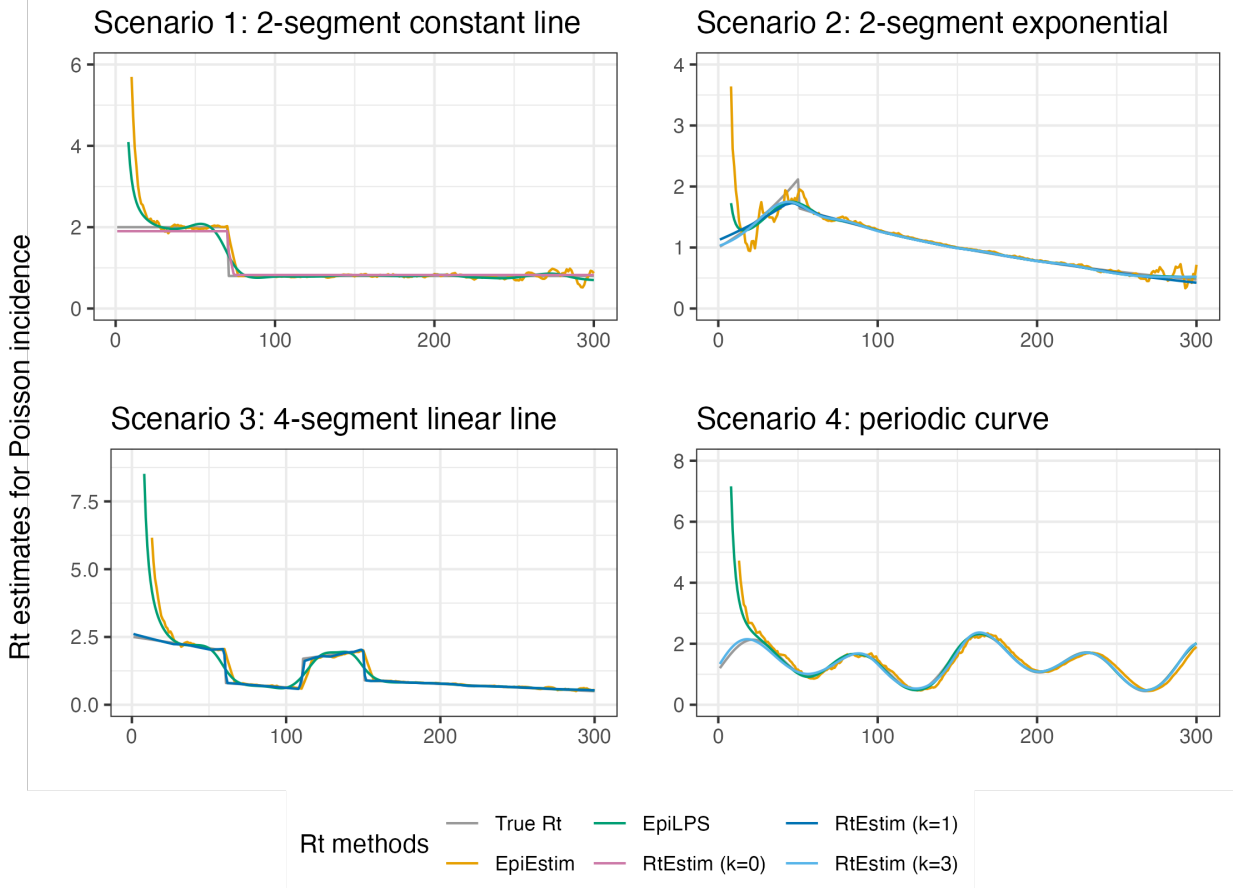 Rt estimates for Poisson incidence
Scenario 1: 2-segment constant line
6
4
2
0
0 100 200 300
Scenario 2: 2-segment exponential
4
3
2
1
0
0 100 200 300
Scenario 3: 4-segment linear line
7.5
5.0
2.5
0.0
0 100 200 300
Scenario 4: periodic curve
8
6
4
2
0
0 100 200 300
Rt methods
True Rt EpiLPS RtEstim (k=1)
EpiEstim RtEstim (k=0) RtEstim (k=3)